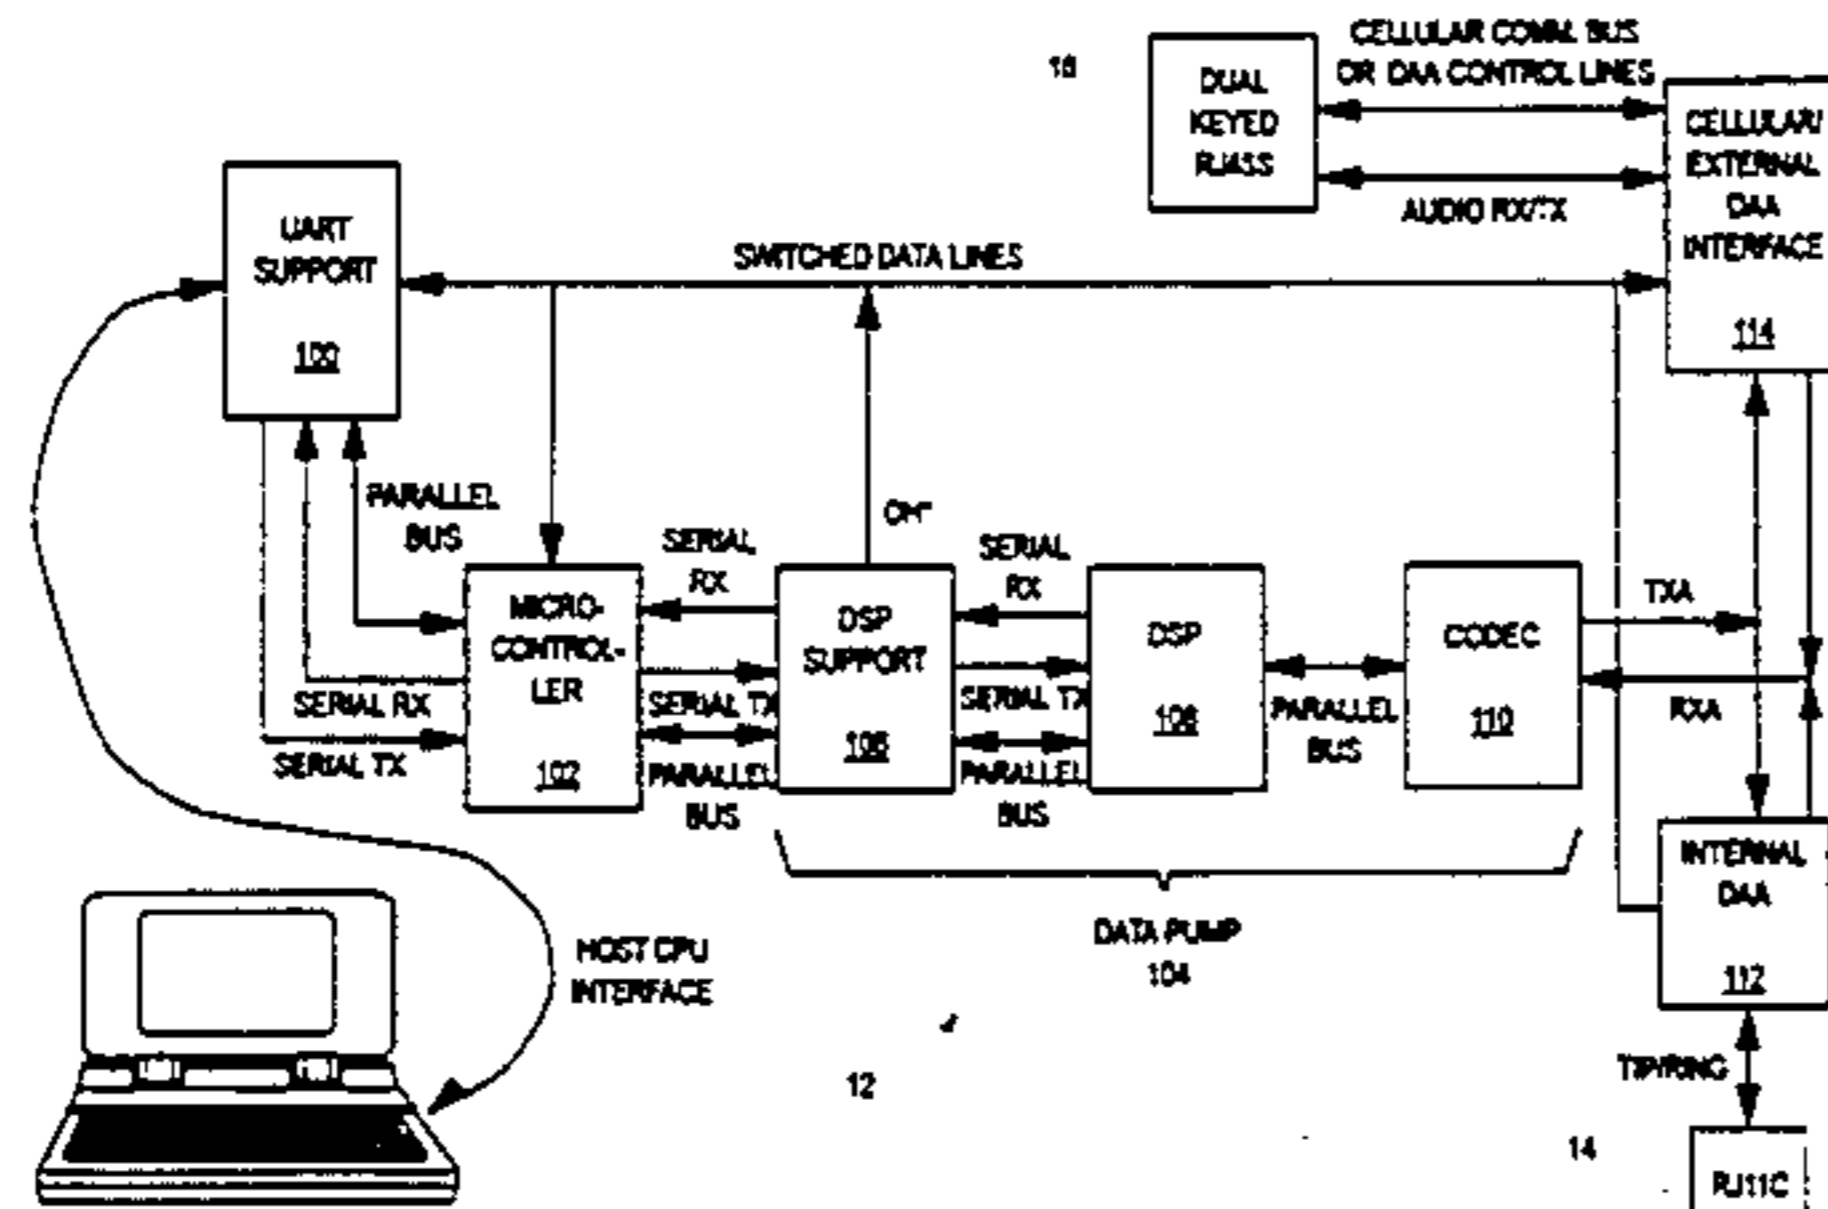 16
DUAL
KEYED
RJ45S
CELLULAR COMM. BUS
OR DAA CONTROL LINES
AUDIO RX/TX
CELLULAR/
EXTERNAL
DAA
INTERFACE
114
UART
SUPPORT
100
SWITCHED DATA LINES
PARALLEL
BUS
SERIAL RX
SERIAL TX
MICRO-
CONTROL-
LER
102
SERIAL
RX
SERIAL TX
PARALLEL
BUS
DSP
SUPPORT
SERIAL
RX
SERIAL TX
PARALLEL
BUS
DSP
108
PARALLEL
BUS
CODEC
110
TXA
RXA
DATA PUMP
104
INTERNAL
DAA
112
HOST CPU
INTERFACE
12
TIP/RING
14
RJ11C